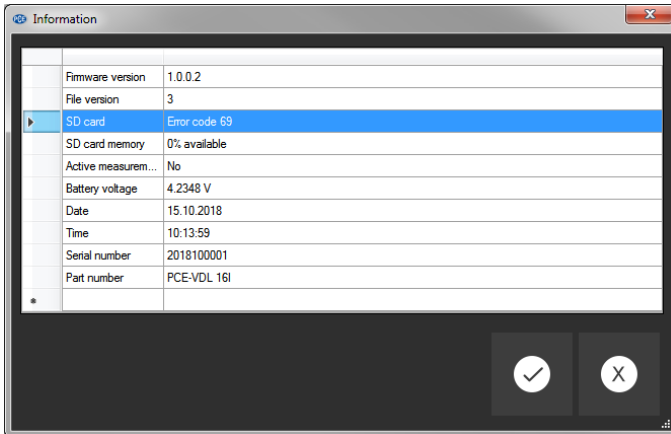 PCE Information
Firmware version 1.0.0.2
File version 3
SD card Error code 69
SD card memory 0% available
Active measurem... No
Battery voltage 4.2348 V
Date 15.10.2018
Time 10:13:59
Serial number 2018100001
Part number PCE-VDL 16I
*
X